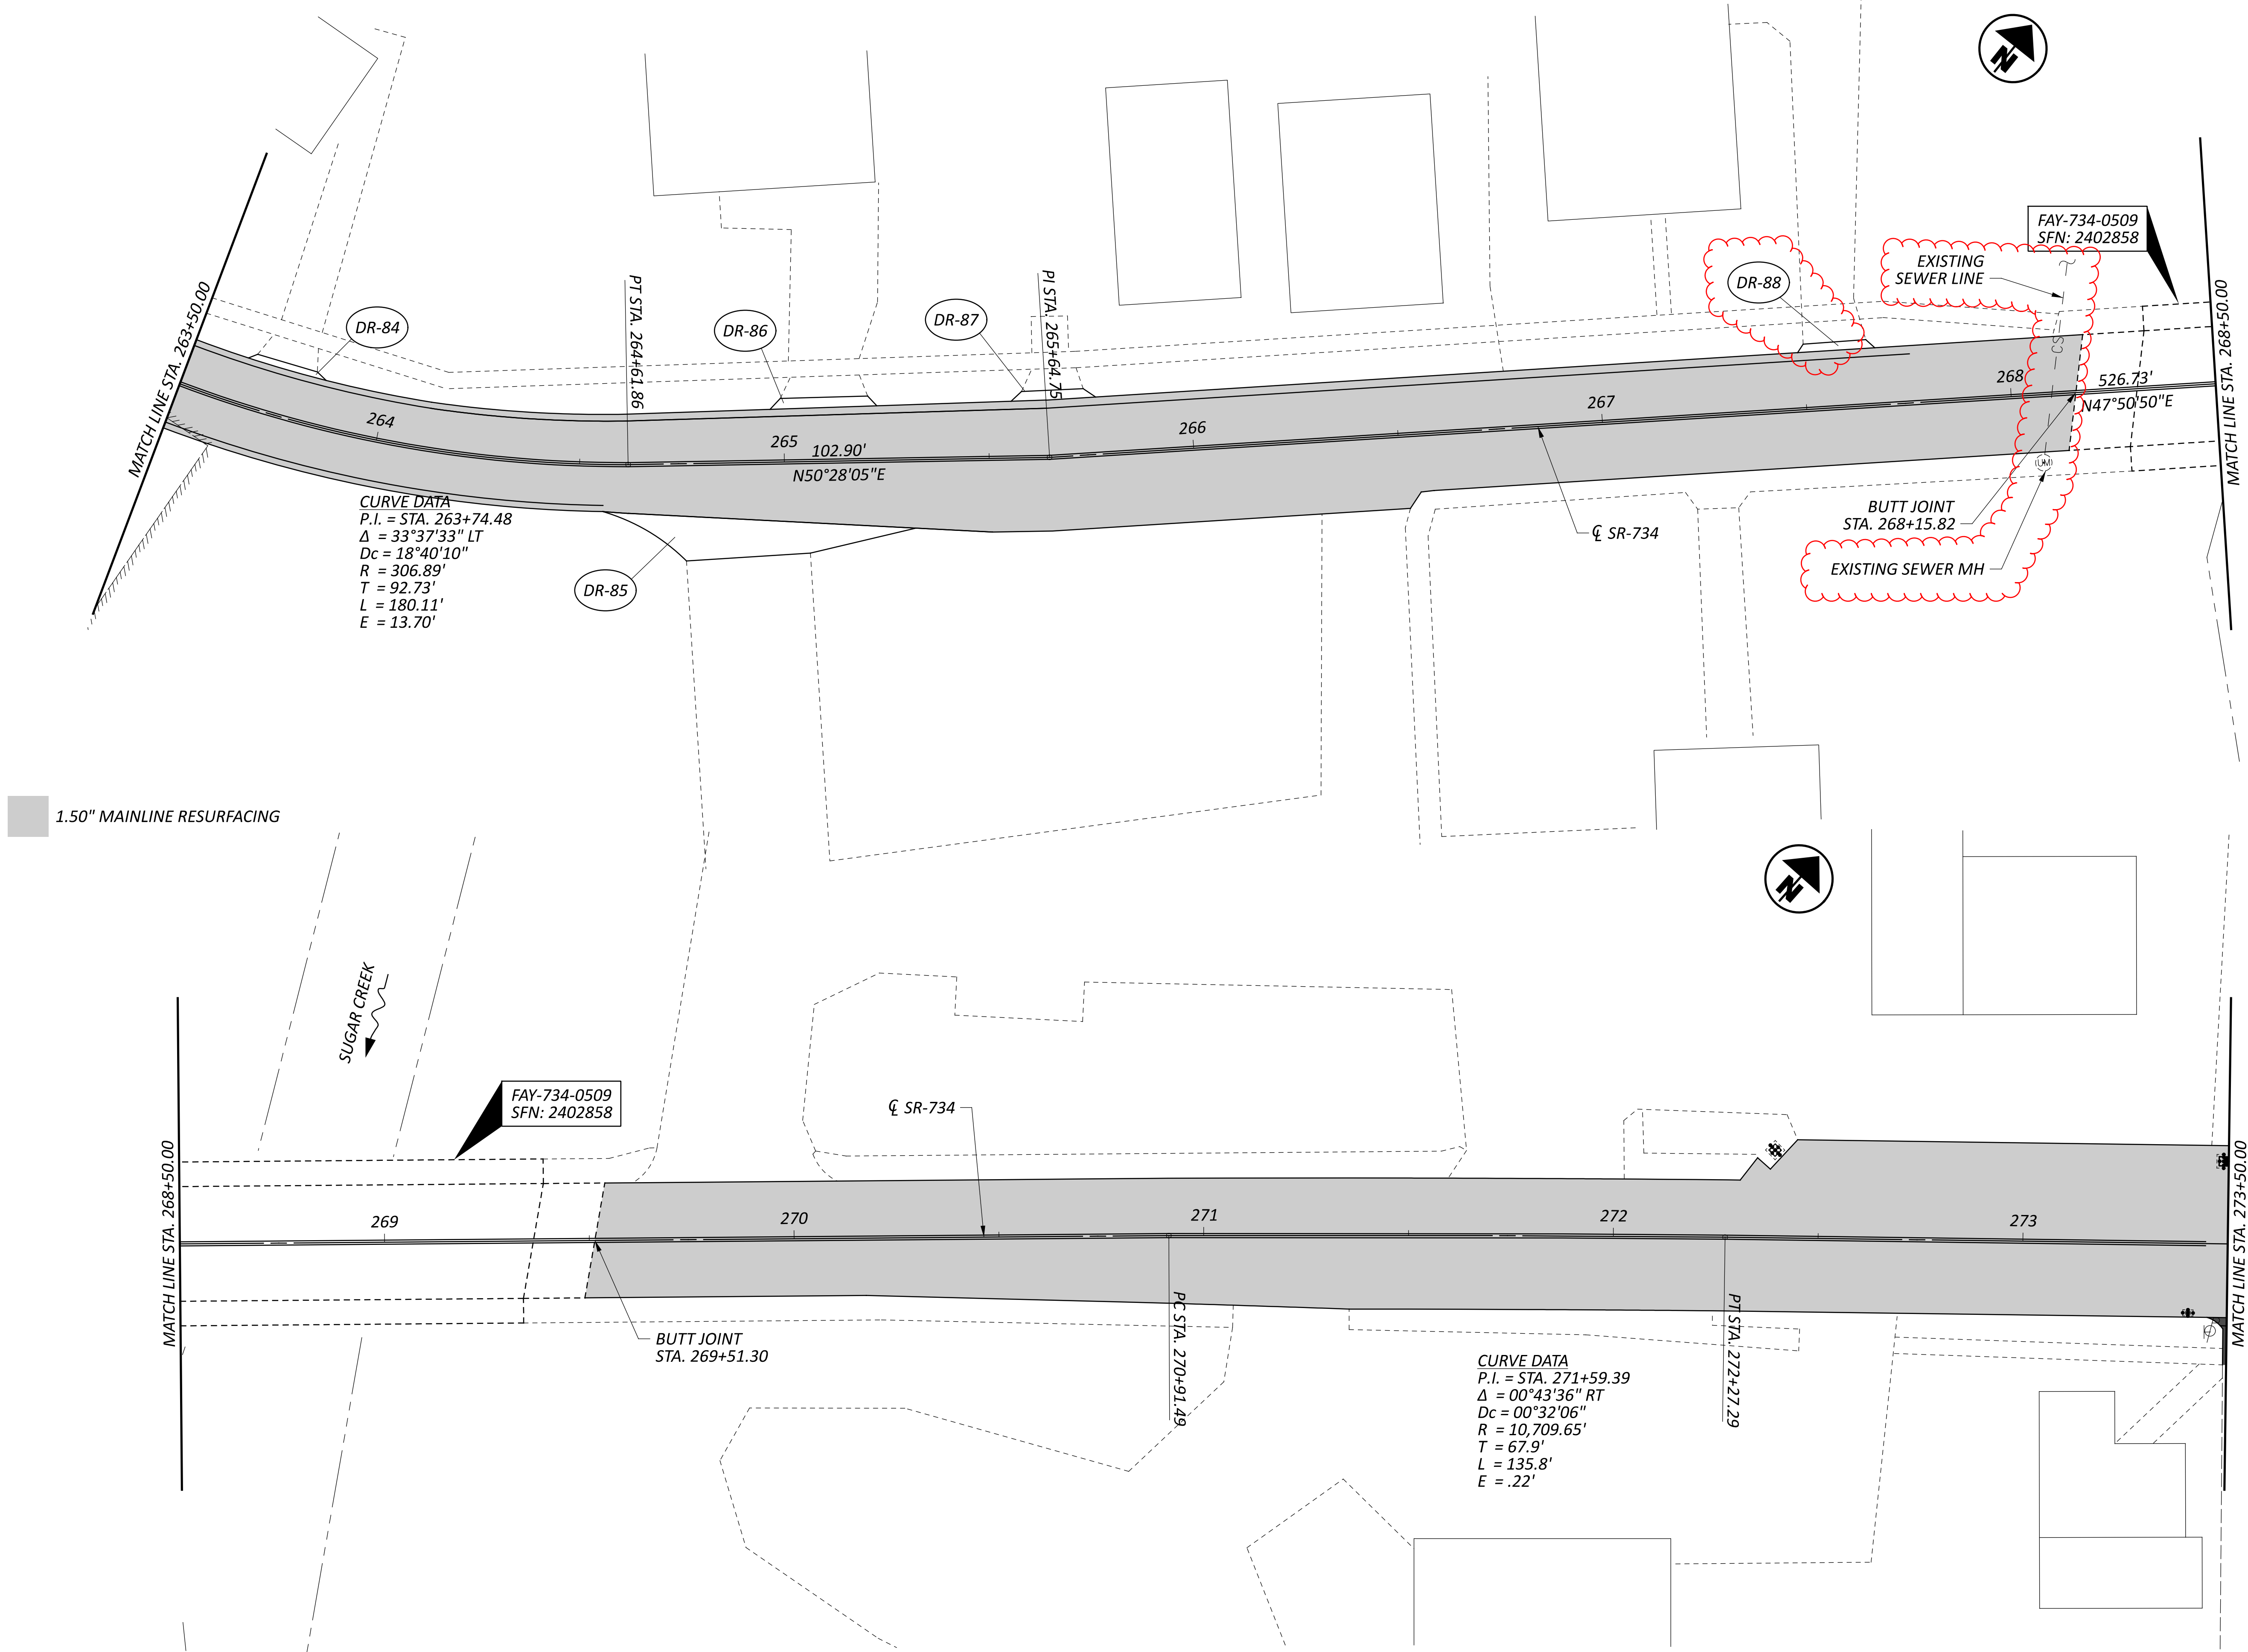 N
FAY-734-0509
SFN: 2402858
EXISTING
SEWER LINE
DR-88
MATCH LINE STA. 263+50.00
DR-84
PT STA. 264+61.86
DR-86
DR-87
PI STA. 265+64.75
CS
MATCH LINE STA. 268+50.00
264
265
102.90'
N50°28'05"E
266
267
268
526.73'
N47°50'50"E
(UM)
CURVE DATA
P.I. = STA. 263+74.48
Δ = 33°37'33" LT
Dc = 18°40'10"
R = 306.89'
T = 92.73'
L = 180.11'
E = 13.70'
DR-85
℄ SR-734
BUTT JOINT
STA. 268+15.82
EXISTING SEWER MH
1.50" MAINLINE RESURFACING
N
SUGAR CREEK
FAY-734-0509
SFN: 2402858
℄ SR-734
MATCH LINE STA. 268+50.00
269
270
271
272
273
MATCH LINE STA. 273+50.00
BUTT JOINT
STA. 269+51.30
PC STA. 270+91.49
PT STA. 272+27.29
CURVE DATA
P.I. = STA. 271+59.39
Δ = 00°43'36" RT
Dc = 00°32'06"
R = 10,709.65'
T = 67.9'
L = 135.8'
E = .22'